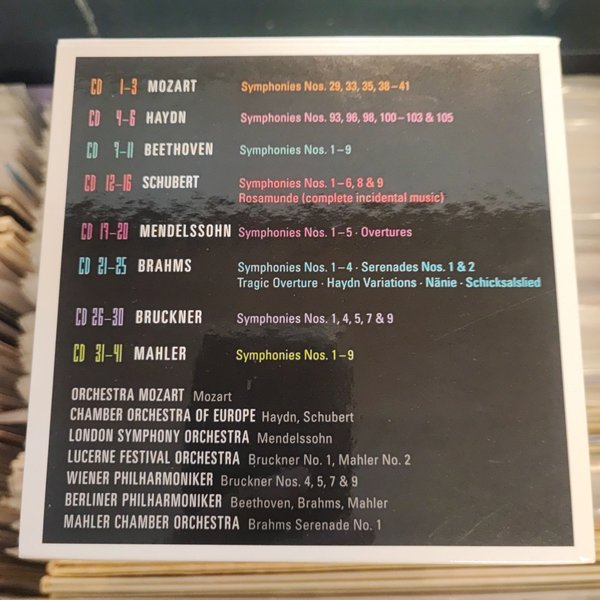 CD 1–3 MOZART Symphonies Nos. 29, 33, 35, 38–41
CD 4–6 HAYDN Symphonies Nos. 93, 96, 98, 100–103 & 105
CD 7–11 BEETHOVEN Symphonies Nos. 1–9
CD 12–16 SCHUBERT Symphonies Nos. 1–6, 8 & 9
Rosamunde (complete incidental music)
CD 17–20 MENDELSSOHN Symphonies Nos. 1–5 · Overtures
CD 21–25 BRAHMS Symphonies Nos. 1–4 · Serenades Nos. 1 & 2
Tragic Overture · Haydn Variations · Nänie · Schicksalslied
CD 26–30 BRUCKNER Symphonies Nos. 1, 4, 5, 7 & 9
CD 31–41 MAHLER Symphonies Nos. 1–9
ORCHESTRA MOZART Mozart
CHAMBER ORCHESTRA OF EUROPE Haydn, Schubert
LONDON SYMPHONY ORCHESTRA Mendelssohn
LUCERNE FESTIVAL ORCHESTRA Bruckner No. 1, Mahler No. 2
WIENER PHILHARMONIKER Bruckner Nos. 4, 5, 7 & 9
BERLINER PHILHARMONIKER Beethoven, Brahms, Mahler
MAHLER CHAMBER ORCHESTRA Brahms Serenade No. 1